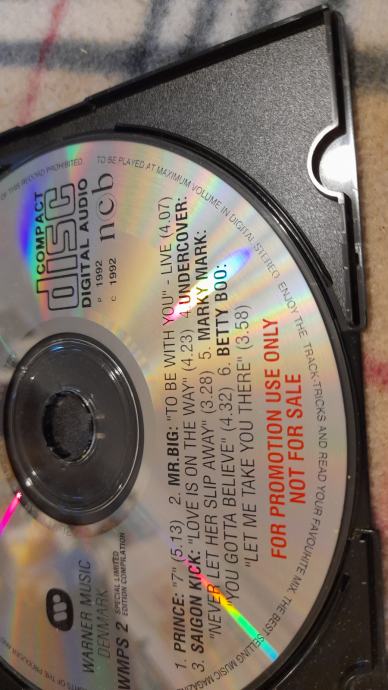 COMPACT
disc
DIGITAL AUDIO
P 1992
C 1992
ncb
WARNER MUSIC
DENMARK
WMPS 2 SPECIAL LIMITED
EDITION COMPILATION
1. PRINCE: "7" (5.13) 2. MR.BIG: "TO BE WITH YOU" - LIVE (4.07)
3. SAIGON KICK: "LOVE IS ON THE WAY" (4.23) 4. UNDERCOVER:
"NEVER LET HER SLIP AWAY" (3.28) 5. MARKY MARK:
"YOU GOTTA BELIEVE" (4.32) 6. BETTY BOO:
"LET ME TAKE YOU THERE" (3.58)
FOR PROMOTION USE ONLY
NOT FOR SALE
OF THIS RECORD PROHIBITED. TO BE PLAYED AT MAXIMUM VOLUME IN DIGITAL STEREO. ENJOY THE TRACK, TRICKS AND READ YOUR FAVOURITE MIX. THE BEST SELLING MUSIC MAGAZINE
OF THE PRODUCER AND